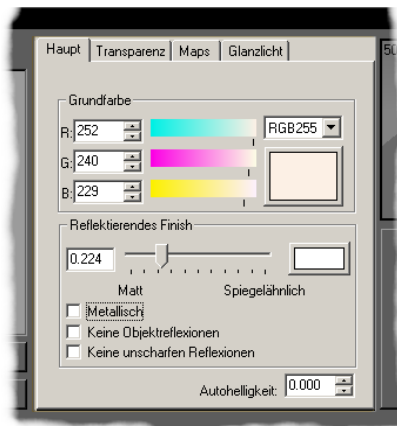 Haupt Transparenz Maps Glanzlicht
50
Grundfarbe
R: 252 RGB255
G: 240
B: 229
Reflektierendes Finish
0.224
Matt Spiegelähnlich
Metallisch
Keine Objektreflexionen
Keine unscharfen Reflexionen
Autohelligkeit: 0.000